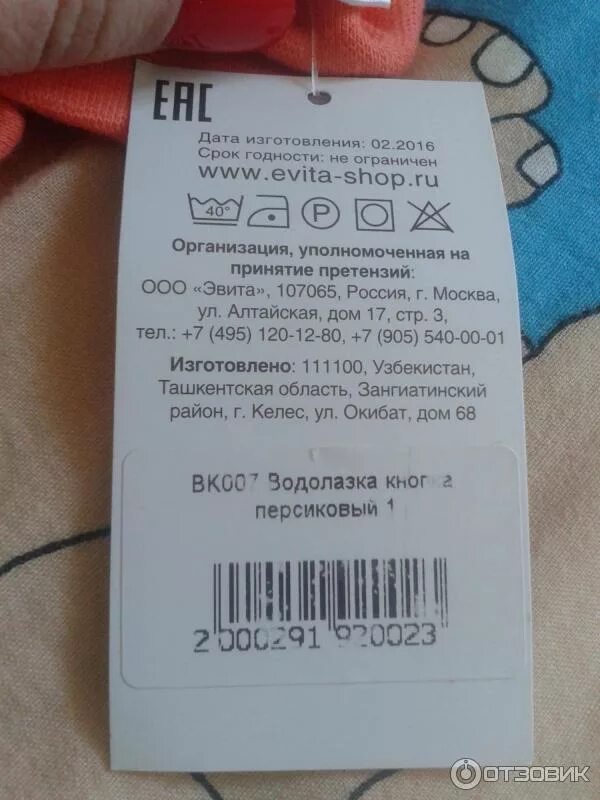 EAC
Дата изготовления: 02.2016
Срок годности: не ограничен
www.evita-shop.ru
40° P
Организация, уполномоченная на
принятие претензий:
ООО «Эвита», 107065, Россия, г. Москва,
ул. Алтайская, дом 17, стр. 3,
тел.: +7 (495) 120-12-80, +7 (905) 540-00-01
Изготовлено: 111100, Узбекистан,
Ташкентская область, Зангиатинский
район, г. Келес, ул. Окибат, дом 68
ВК007 Водолазка кнопка
персиковый 1
2 000291 920023
ОТЗОВИК